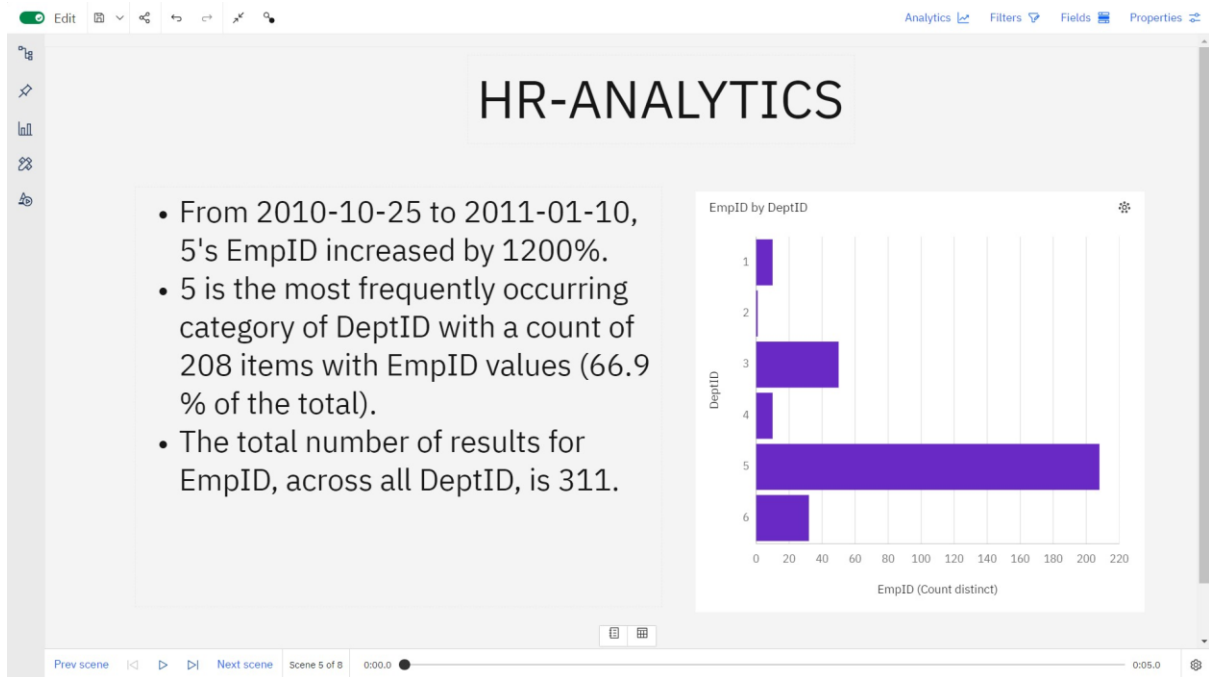 Edit
Analytics
Filters
Fields
Properties
HR-ANALYTICS
• From 2010-10-25 to 2011-01-10,
5's EmpID increased by 1200%.
• 5 is the most frequently occurring
category of DeptID with a count of
208 items with EmpID values (66.9
% of the total).
• The total number of results for
EmpID, across all DeptID, is 311.
EmpID by DeptID
DeptID
1
2
3
4
5
6
0 20 40 60 80 100 120 140 160 180 200 220
EmpID (Count distinct)
Prev scene
Next scene
Scene 5 of 8
0:00.0
0:05.0